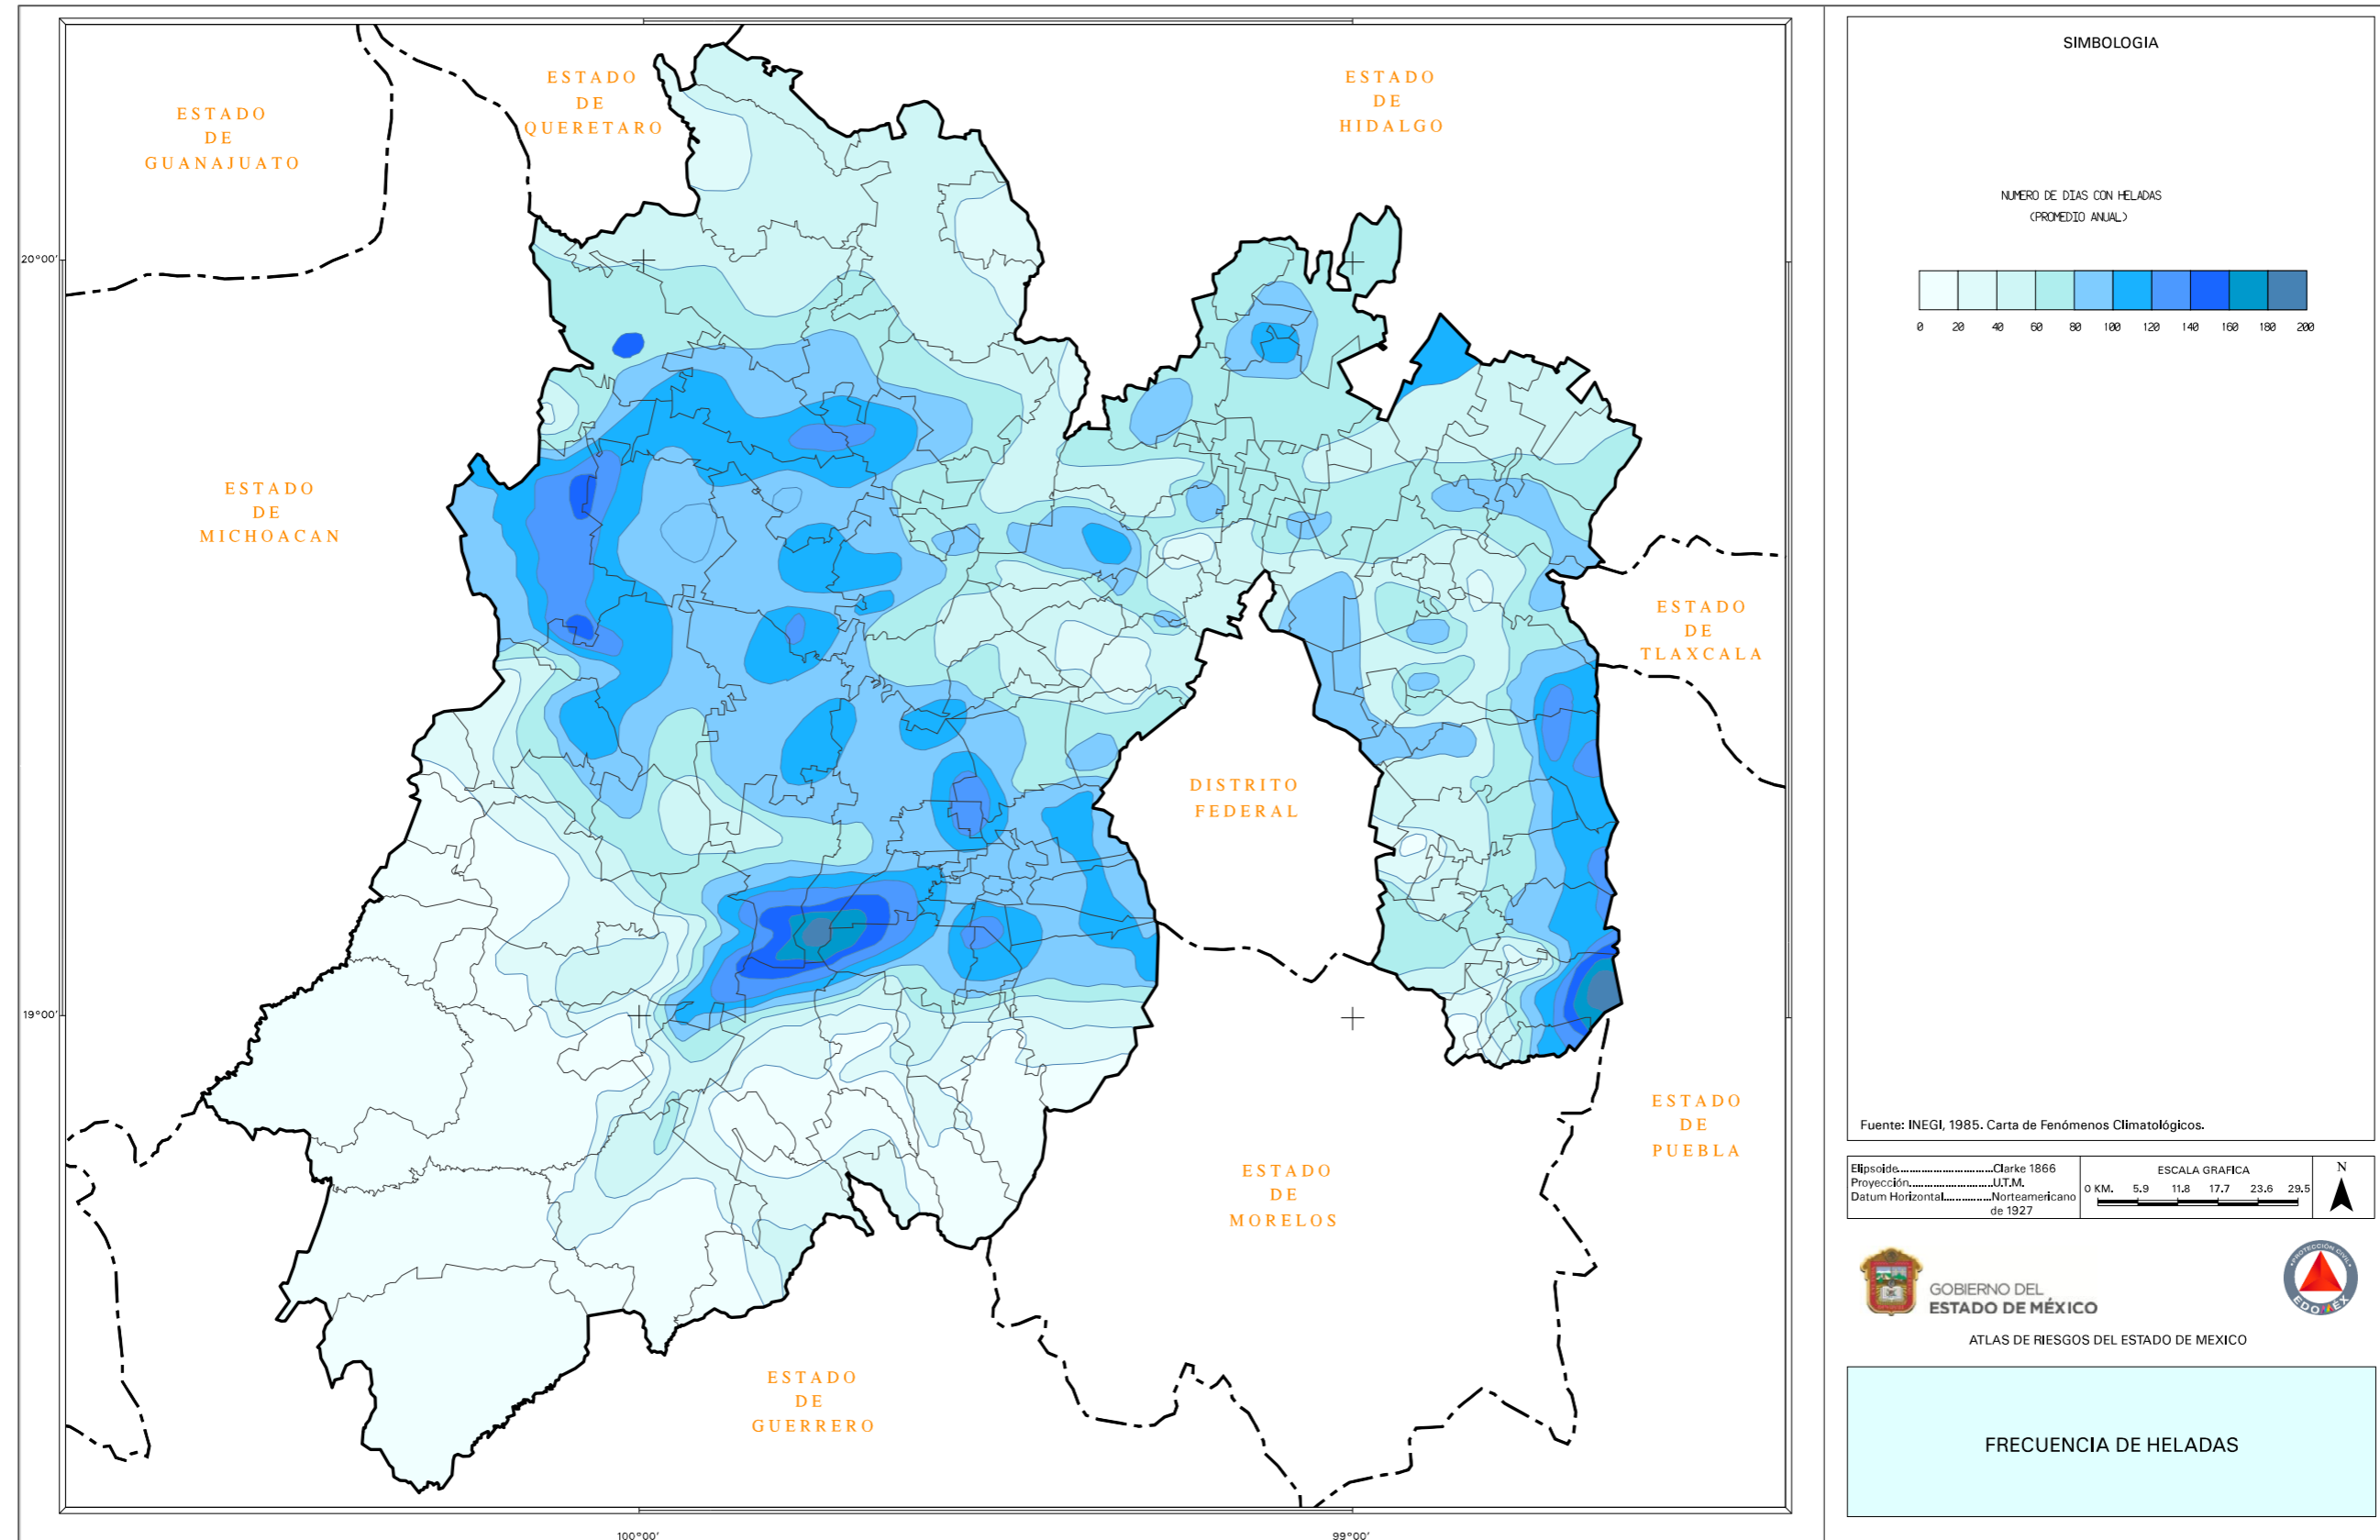 ESTADO
DE
GUANAJUATO
ESTADO
DE
QUERETARO
ESTADO
DE
HIDALGO
ESTADO
DE
MICHOACAN
ESTADO
DE
TLAXCALA
DISTRITO
FEDERAL
ESTADO
DE
PUEBLA
ESTADO
DE
MORELOS
ESTADO
DE
GUERRERO
20°00'
19°00'
100°00'
99°00'
SIMBOLOGIA
NUMERO DE DIAS CON HELADAS
(PROMEDIO ANUAL)
0 20 40 60 80 100 120 140 160 180 200
Fuente: INEGI, 1985. Carta de Fenómenos Climatológicos.
Elipsoide..............................Clarke 1866
Proyección..........................U.T.M.
Datum Horizontal...............Norteamericano
de 1927
ESCALA GRAFICA
0 KM. 5.9 11.8 17.7 23.6 29.5
N
GOBIERNO DEL
ESTADO DE MÉXICO
PROTECCIÓN CIVIL
EDOMEX
ATLAS DE RIESGOS DEL ESTADO DE MEXICO
FRECUENCIA DE HELADAS